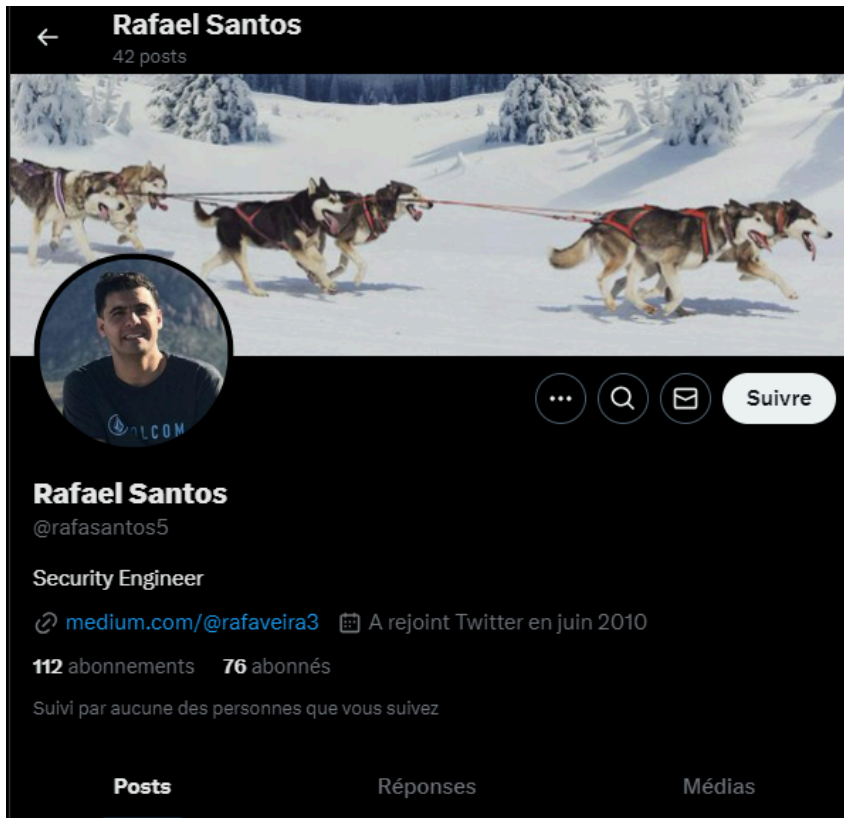 Rafael Santos
42 posts
OLCOM
Suivre
Rafael Santos
@rafasantos5
Security Engineer
medium.com/@rafaveira3 A rejoint Twitter en juin 2010
112 abonnements 76 abonnés
Suivi par aucune des personnes que vous suivez
Posts Réponses Médias